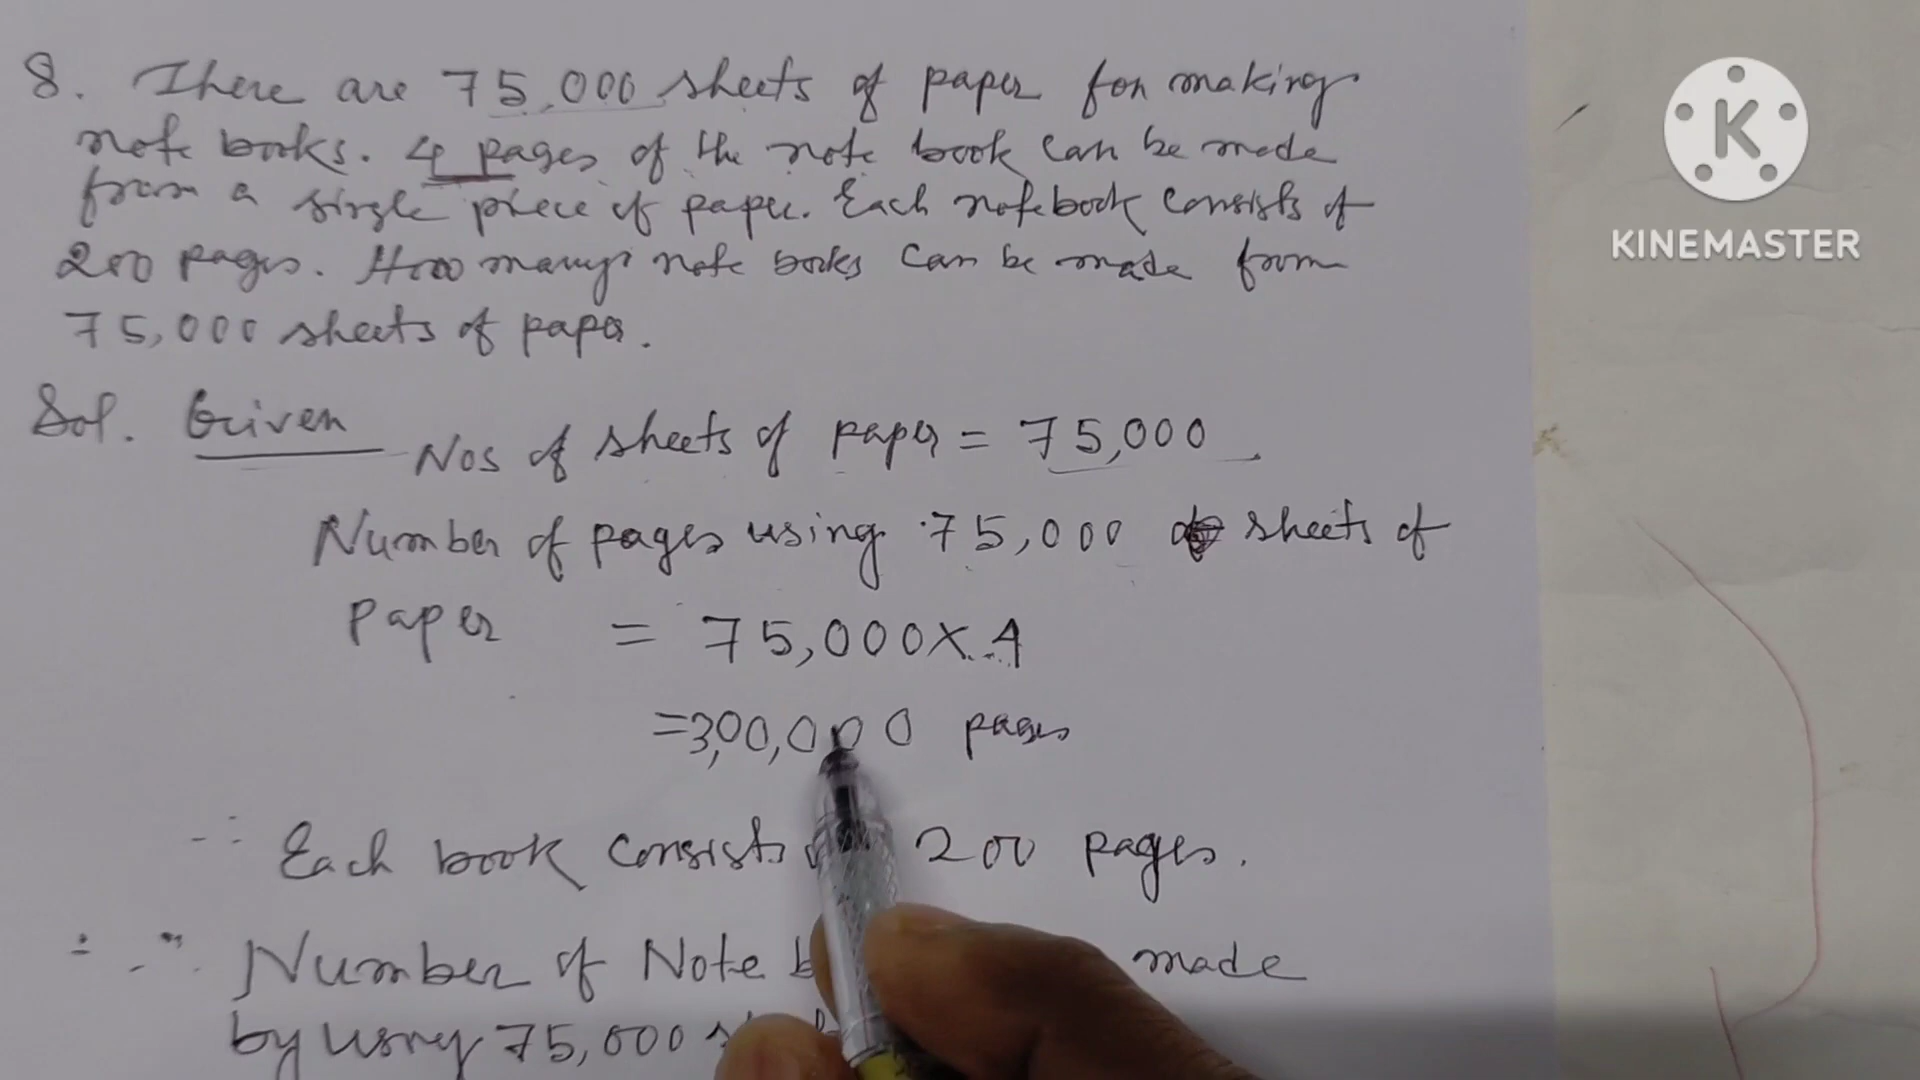 8. There are 75,000 sheets of paper for making
note books. 4 pages of the note book can be made
from a single piece of paper. Each notebook consists of
200 pages. How many note books can be made from
75,000 sheets of paper.
Sol. Given
Nos of sheets of paper = 75,000
Number of pages using 75,000 sheets of
paper = 75,000 X 4
= 3,00,000 pages
Each book consists 200 pages.
Number of Note made
by using 75,000
K
KINEMASTER